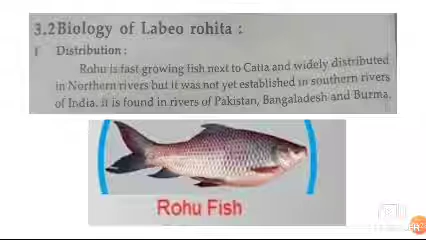 3.2 Biology of Labeo rohita :
I Distribution :
Rohu is fast growing fish next to Catla and widely distributed
in Northern rivers but it was not yet established in southern rivers
of India. it is found in rivers of Pakistan, Bangaladesh and Burma.
Rohu Fish